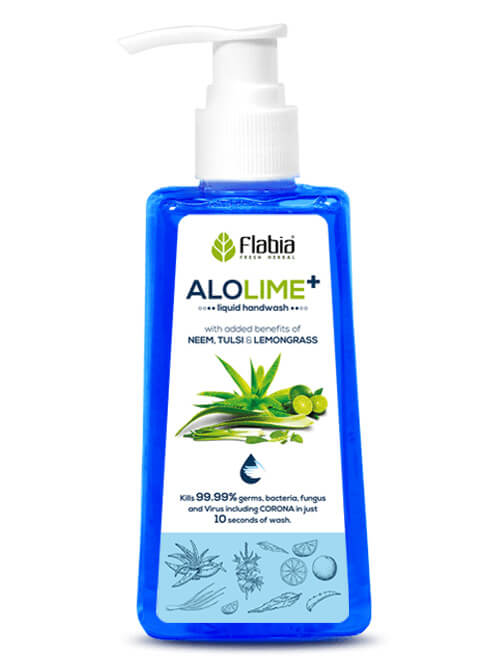 Flabia®
FRESH HERBAL
ALOLIME+
liquid handwash
with added benefits of
NEEM, TULSI & LEMONGRASS
Kills 99.99% germs, bacteria, fungus
and Virus including CORONA in just
10 seconds of wash.